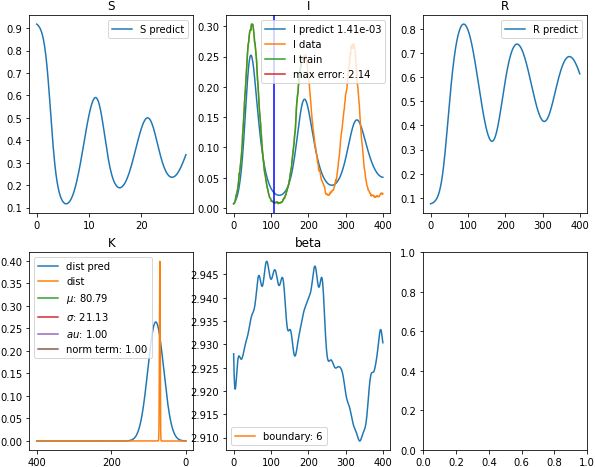 S
I
R
S predict
I predict 1.41e-03
I data
I train
max error: 2.14
R predict
0.9
0.8
0.7
0.6
0.5
0.4
0.3
0.2
0.1
0.30
0.25
0.20
0.15
0.10
0.05
0.00
0.8
0.7
0.6
0.5
0.4
0.3
0.2
0.1
0 10 20
0 100 200 300 400
0 200 400
K
beta
dist pred
dist
μ: 80.79
σ: 21.13
au: 1.00
norm term: 1.00
boundary: 6
0.40
0.35
0.30
0.25
0.20
0.15
0.10
0.05
0.00
2.945
2.940
2.935
2.930
2.925
2.920
2.915
2.910
1.0
0.8
0.6
0.4
0.2
0.0
400 200 0
0 100 200 300 400
0.0 0.2 0.4 0.6 0.8 1.0